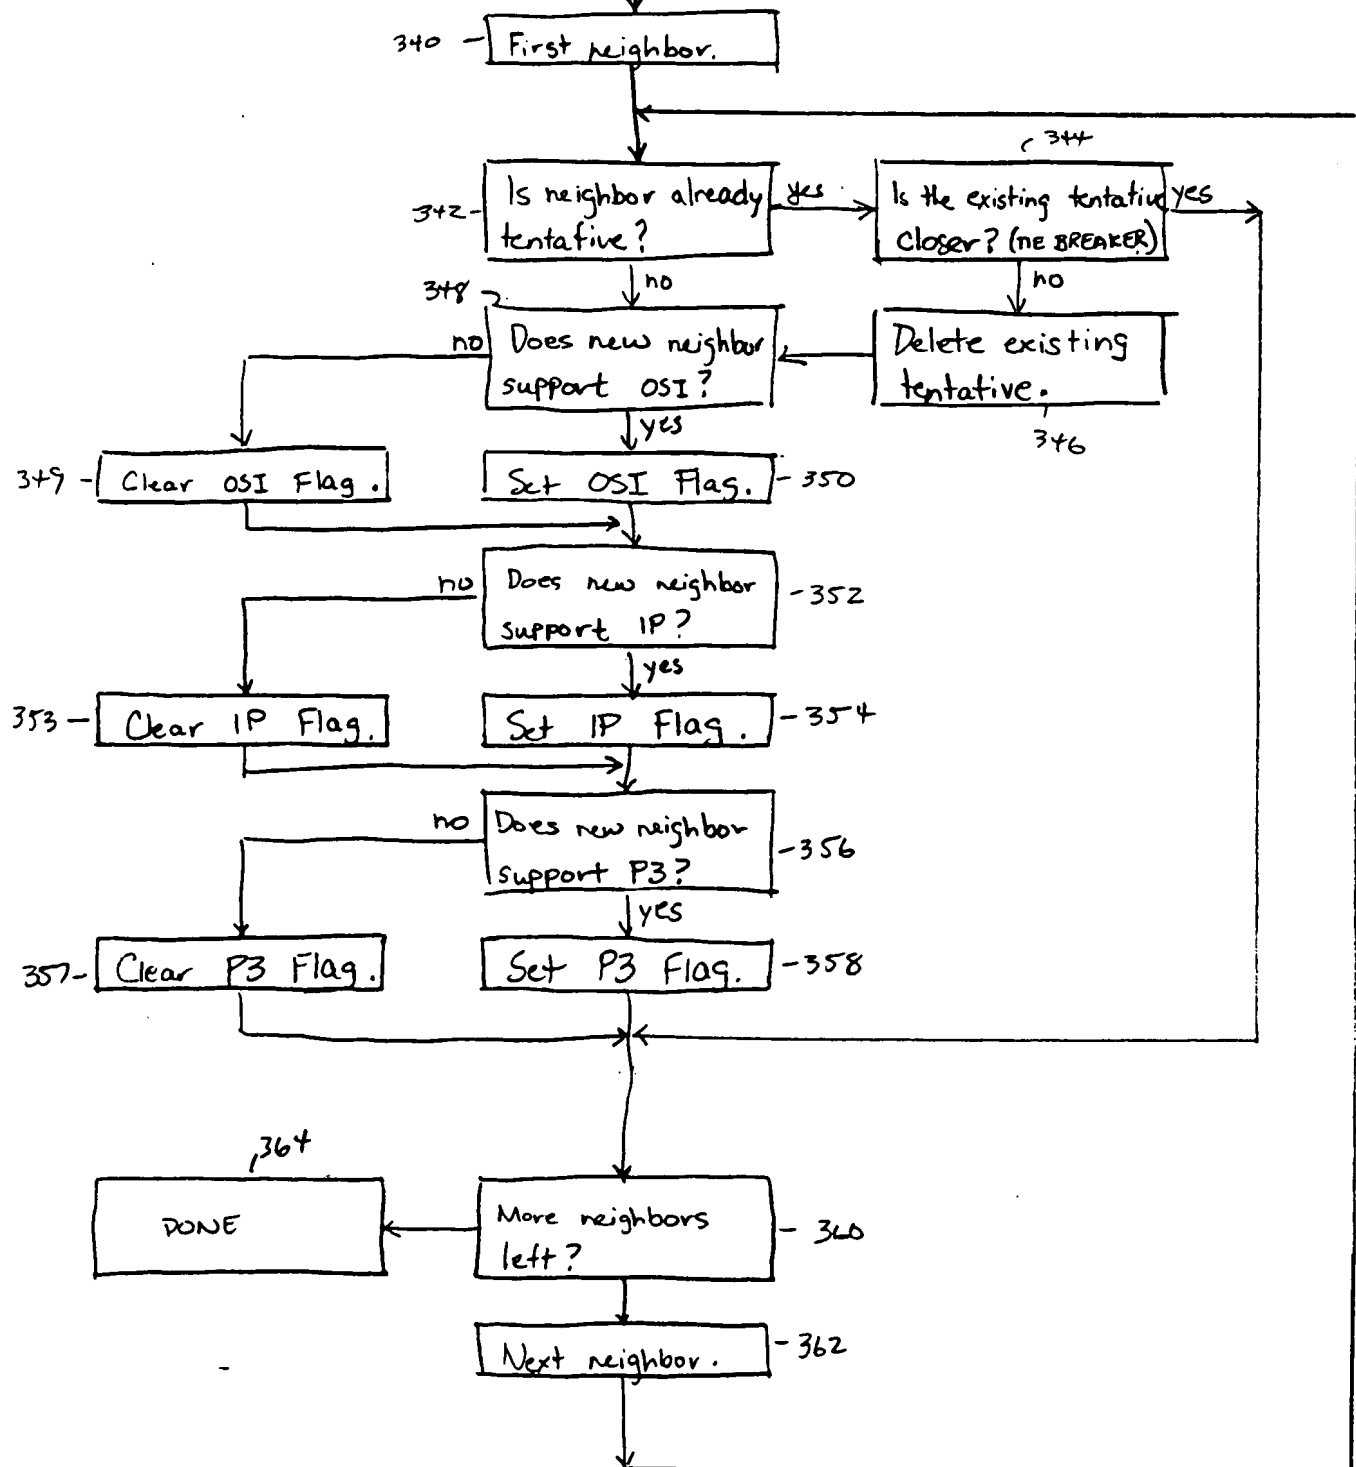 340
First neighbor.
344
342
Is neighbor already
tentative?
yes
Is the existing tentative
closer? (TIE BREAKER)
yes
no
no
348
no
Does new neighbor
support OSI?
Delete existing
tentative.
346
yes
349
Clear OSI Flag.
Set OSI Flag.
350
no
Does new neighbor
support IP?
352
yes
353
Clear IP Flag.
Set IP Flag.
354
no
Does new neighbor
support P3?
356
yes
357
Clear P3 Flag.
Set P3 Flag.
358
364
DONE
More neighbors
left?
360
Next neighbor.
362